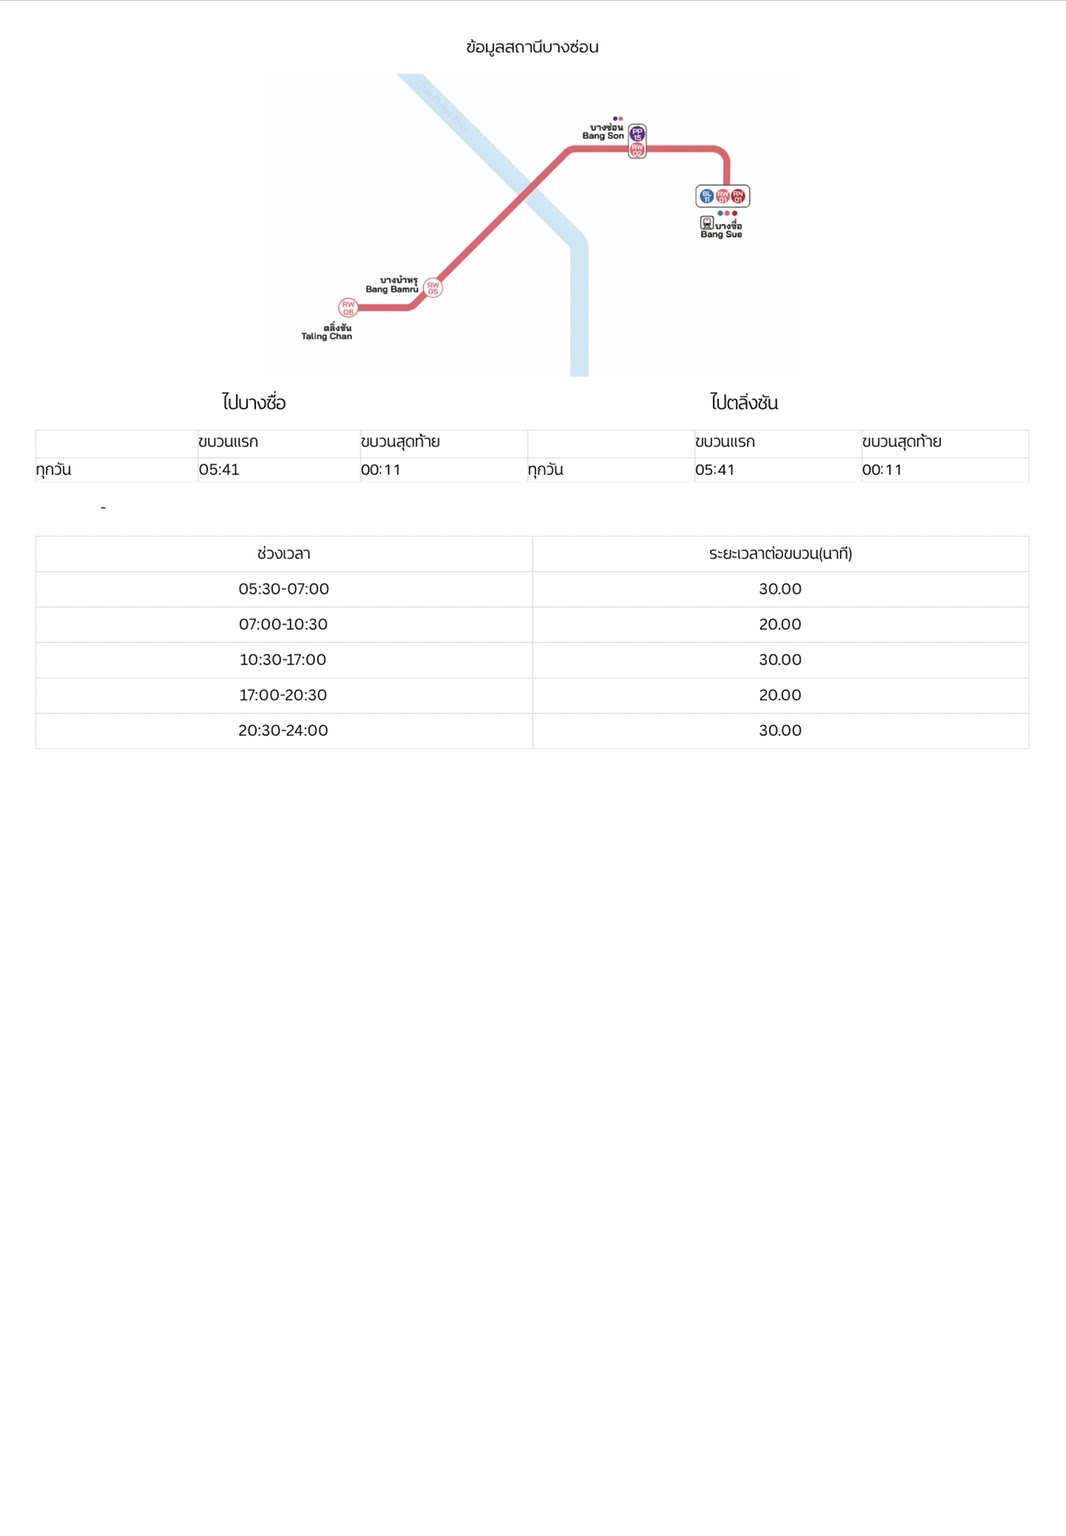 ข้อมูลสถานีบางซ่อน
Chao Phraya River
บางซ่อน
Bang Son
PP
15
RW
02
BL
11
RW
01
RN
01
บางซื่อ
Bang Sue
บางบำหรุ
Bang Bamru
RW
05
RW
06
ตลิ่งชัน
Taling Chan
ไปบางซื่อ ไปตลิ่งชัน
ขบวนแรก ขบวนสุดท้าย ขบวนแรก ขบวนสุดท้าย
ทุกวัน 05:41 00:11 ทุกวัน 05:41 00:11
-
ช่วงเวลา ระยะเวลาต่อขบวน(นาที)
05:30-07:00 30.00
07:00-10:30 20.00
10:30-17:00 30.00
17:00-20:30 20.00
20:30-24:00 30.00